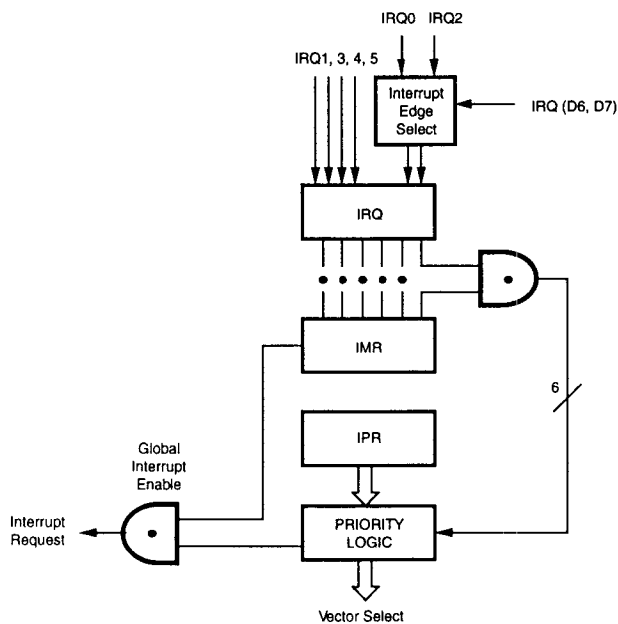 IRQ0 IRQ2
IRQ1, 3, 4, 5
Interrupt
Edge
Select
IRQ (D6, D7)
IRQ
IMR
6
IPR
Global
Interrupt
Enable
Interrupt
Request
PRIORITY
LOGIC
Vector Select